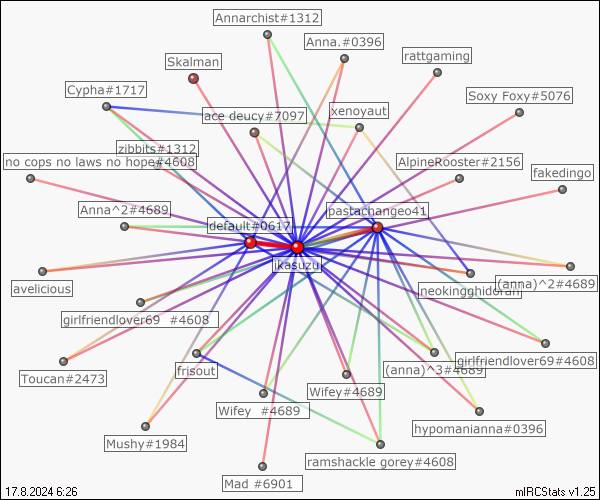 Annarchist#1312
Anna.#0396
rattgaming
Skalman
Cypha#1717
Soxy Foxy#5076
ace deucy#7097
xenoyaut
zibbits#1312
no cops no laws no hope#4608
AlpineRooster#2156
fakedingo
Anna^2#4689
pastachangeo41
default#0617
ikasuzu
avelicious
neokingghidorah
(anna)^2#4689
girlfriendlover69 #4608
girlfriendlover69#4608
Toucan#2473
frisout
(anna)^3#4689
Wifey#4689
Wifey #4689
Mushy#1984
hypomanianna#0396
ramshackle gorey#4608
Mad #6901
17.8.2024 6:26
mIRCStats v1.25